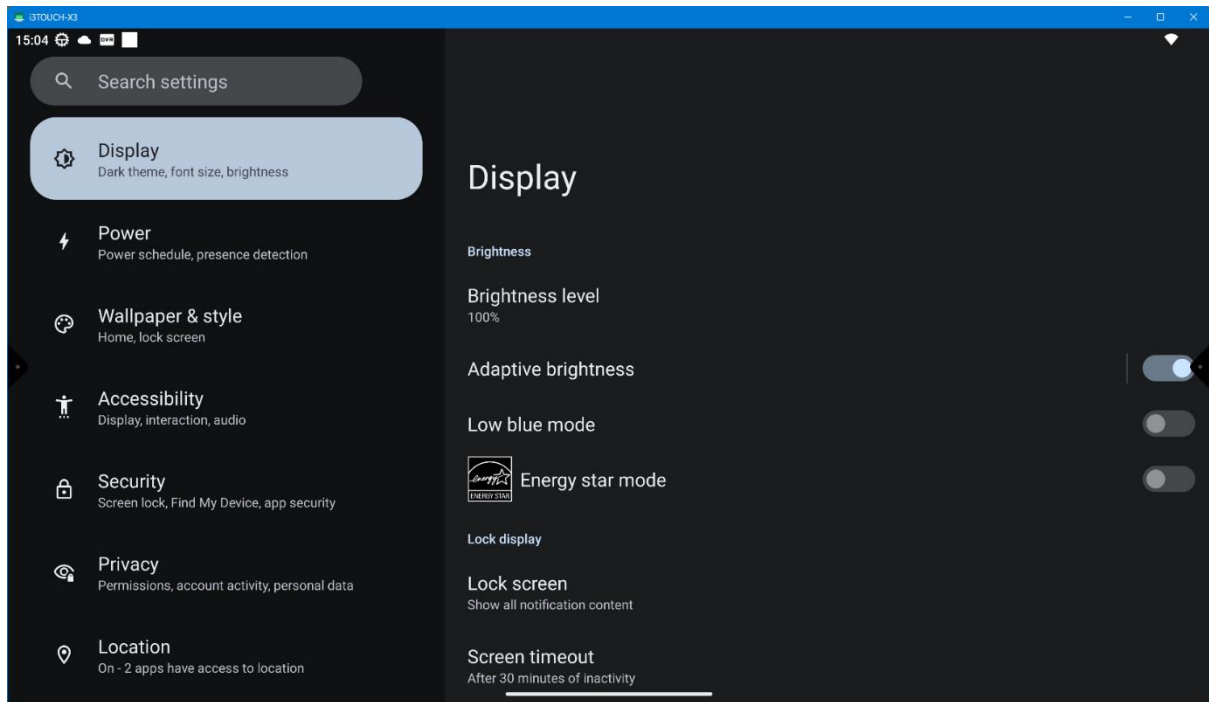 i3TOUCH-X3
15:04
DVR
Search settings
Display
Dark theme, font size, brightness
Power
Power schedule, presence detection
Wallpaper & style
Home, lock screen
Accessibility
Display, interaction, audio
Security
Screen lock, Find My Device, app security
Privacy
Permissions, account activity, personal data
Location
On - 2 apps have access to location
Display
Brightness
Brightness level
100%
Adaptive brightness
Low blue mode
energy
ENERGY STAR
Energy star mode
Lock display
Lock screen
Show all notification content
Screen timeout
After 30 minutes of inactivity